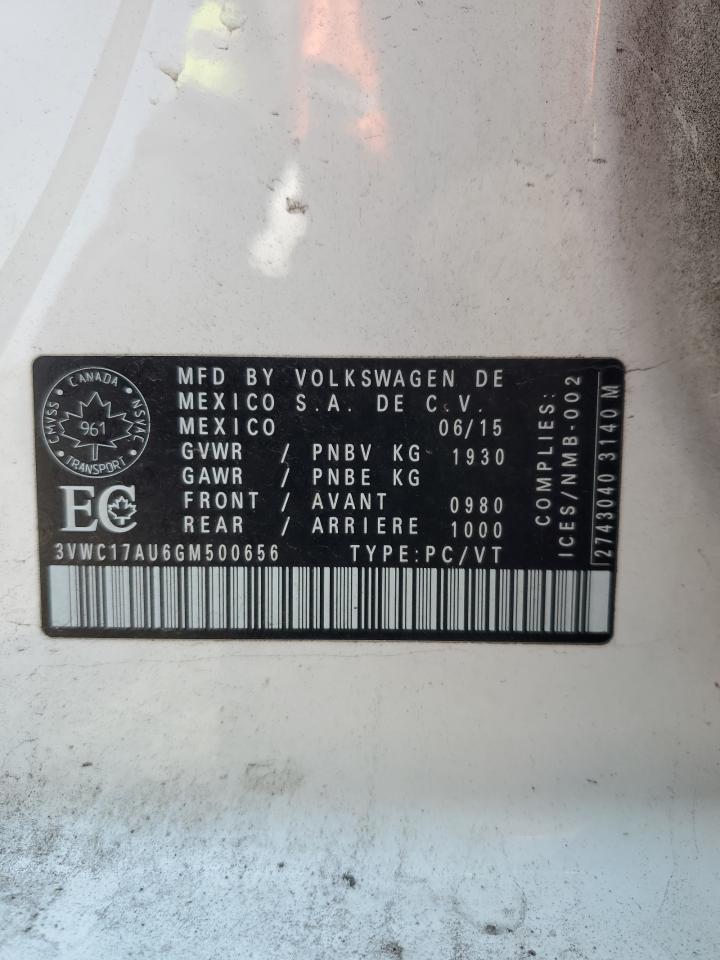 CANADA
CMVSS • NSVAC
961
TRANSPORT
EC
MFD BY VOLKSWAGEN DE
MEXICO S.A. DE C.V.
MEXICO 06/15
GVWR / PNBV KG 1930
GAWR / PNBE KG
FRONT / AVANT 0980
REAR / ARRIERE 1000
3VWC17AU6GM500656 TYPE:PC/VT
COMPLIES:
ICES/NMB-002
2743040 3140 M